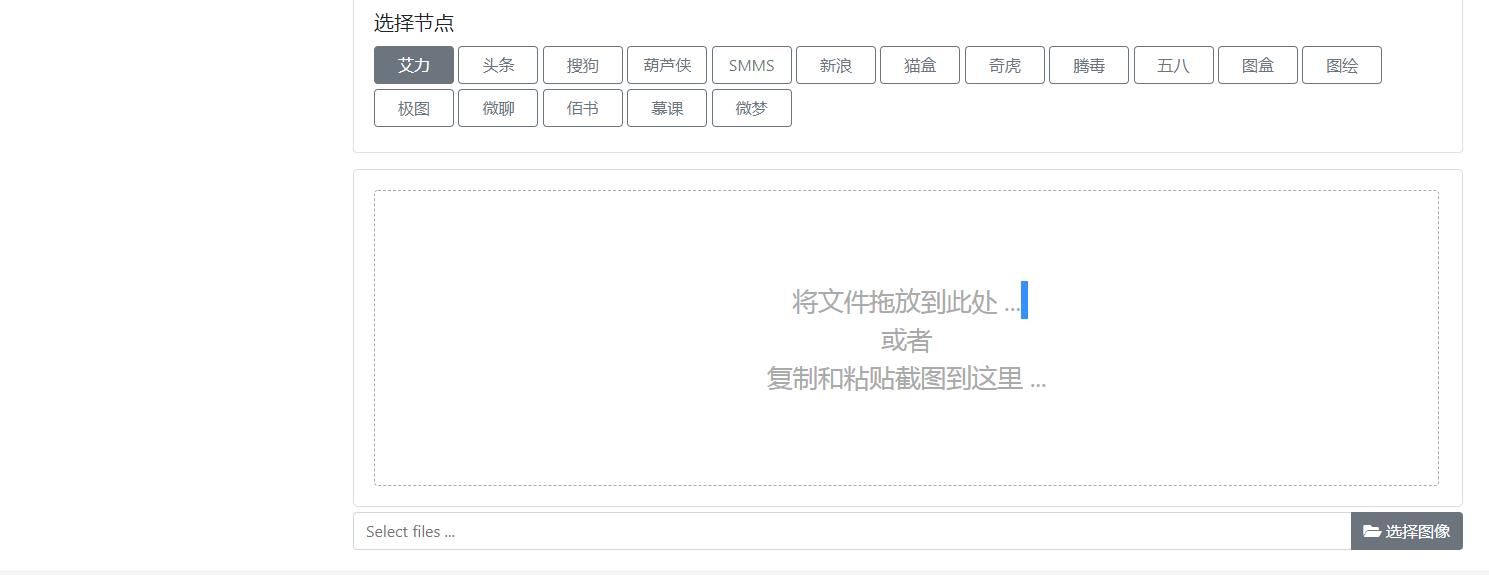 选择节点
艾力 头条 搜狗 葫芦侠 SMMS 新浪 猫盒 奇虎 腾毒 五八 图盒 图绘
极图 微聊 佰书 慕课 微梦
将文件拖放到此处 ...
或者
复制和粘贴截图到这里 ...
Select files ... 选择图像